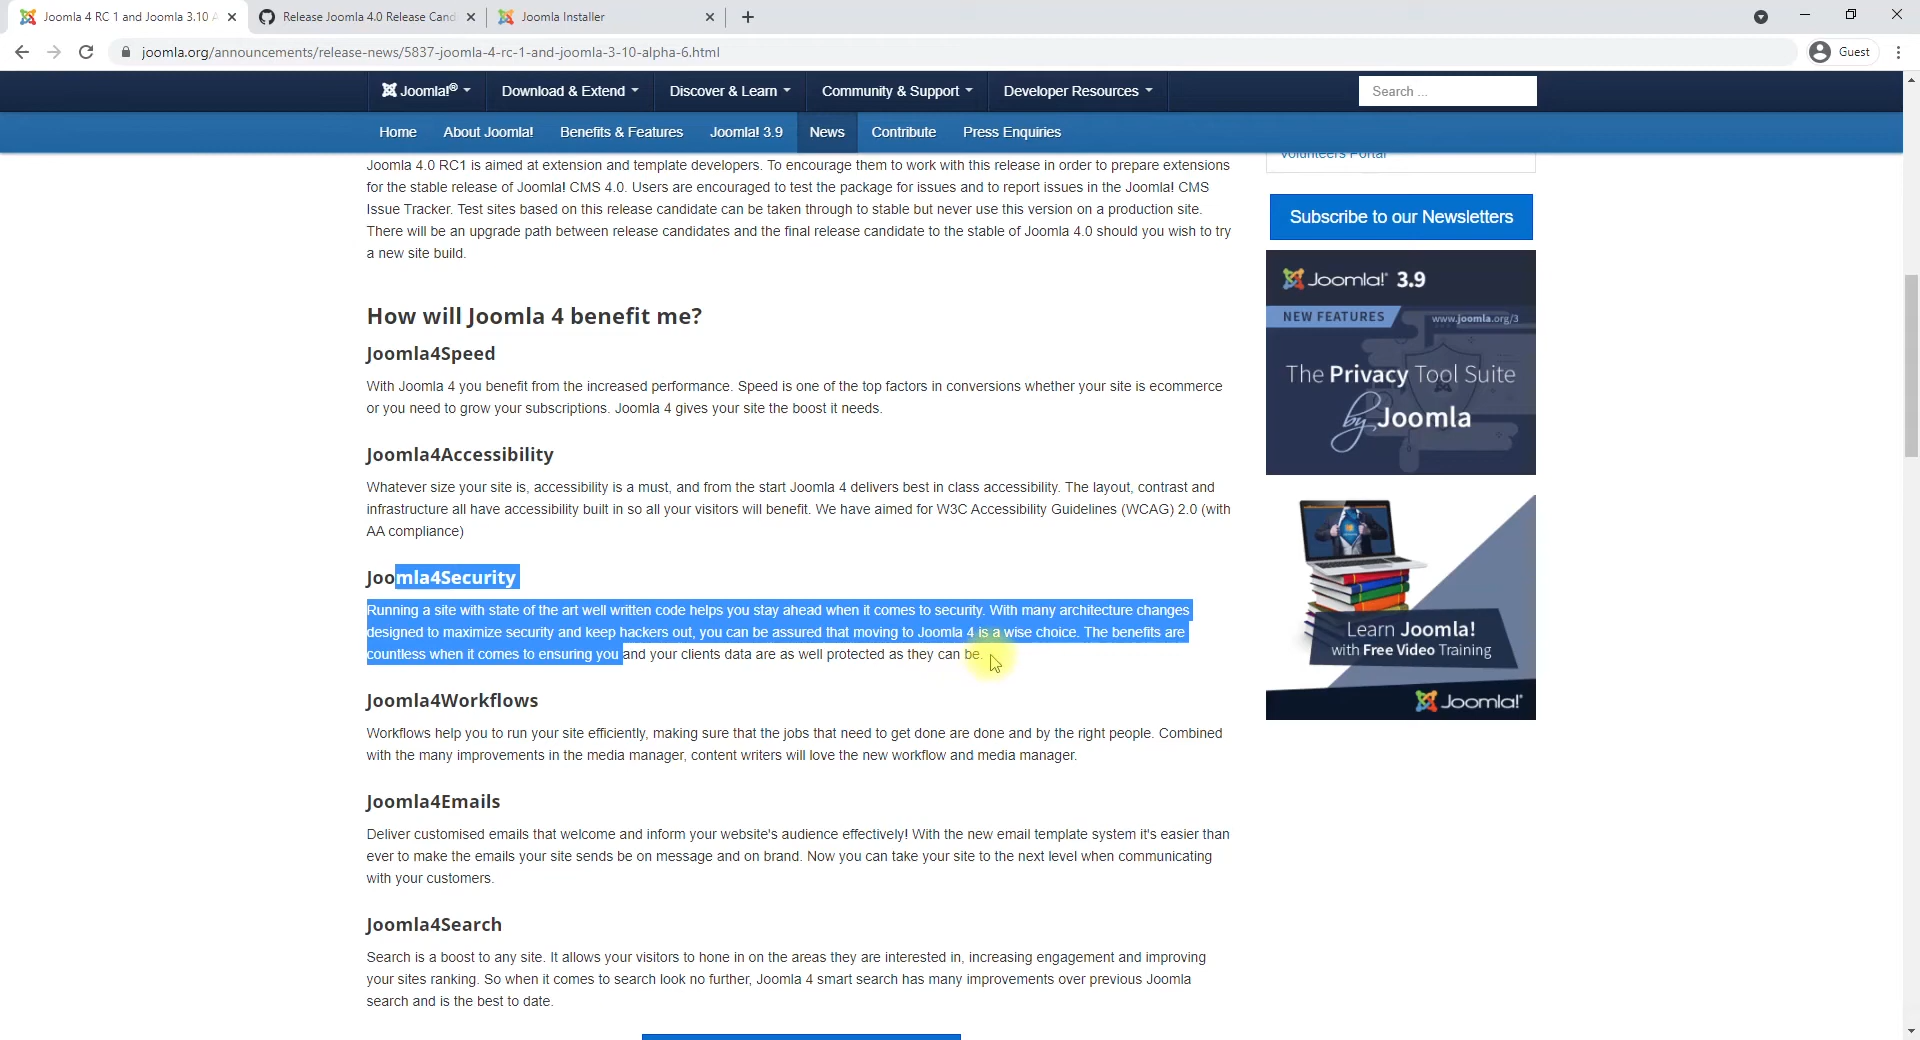 Joomla 4 RC 1 and Joomla 3.10 A
Release Joomla 4.0 Release Cand
Joomla Installer
joomla.org/announcements/release-news/5837-joomla-4-rc-1-and-joomla-3-10-alpha-6.html
Guest
Joomla!® Download & Extend Discover & Learn Community & Support Developer Resources Search ...
Home About Joomla! Benefits & Features Joomla! 3.9 News Contribute Press Enquiries
Joomla 4.0 RC1 is aimed at extension and template developers. To encourage them to work with this release in order to prepare extensions
for the stable release of Joomla! CMS 4.0. Users are encouraged to test the package for issues and to report issues in the Joomla! CMS
Issue Tracker. Test sites based on this release candidate can be taken through to stable but never use this version on a production site.
There will be an upgrade path between release candidates and the final release candidate to the stable of Joomla 4.0 should you wish to try
a new site build.
How will Joomla 4 benefit me?
Joomla4Speed
With Joomla 4 you benefit from the increased performance. Speed is one of the top factors in conversions whether your site is ecommerce
or you need to grow your subscriptions. Joomla 4 gives your site the boost it needs.
Joomla4Accessibility
Whatever size your site is, accessibility is a must, and from the start Joomla 4 delivers best in class accessibility. The layout, contrast and
infrastructure all have accessibility built in so all your visitors will benefit. We have aimed for W3C Accessibility Guidelines (WCAG) 2.0 (with
AA compliance)
Joomla4Security
Running a site with state of the art well written code helps you stay ahead when it comes to security. With many architecture changes
designed to maximize security and keep hackers out, you can be assured that moving to Joomla 4 is a wise choice. The benefits are
countless when it comes to ensuring you and your clients data are as well protected as they can be.
Joomla4Workflows
Workflows help you to run your site efficiently, making sure that the jobs that need to get done are done and by the right people. Combined
with the many improvements in the media manager, content writers will love the new workflow and media manager.
Joomla4Emails
Deliver customised emails that welcome and inform your website's audience effectively! With the new email template system it's easier than
ever to make the emails your site sends be on message and on brand. Now you can take your site to the next level when communicating
with your customers.
Joomla4Search
Search is a boost to any site. It allows your visitors to hone in on the areas they are interested in, increasing engagement and improving
your sites ranking. So when it comes to search look no further, Joomla 4 smart search has many improvements over previous Joomla
search and is the best to date.
Volunteers Portal
Subscribe to our Newsletters
Joomla!® 3.9
NEW FEATURES www.joomla.org/3
The Privacy Tool Suite
by Joomla
Learn Joomla!
with Free Video Training
Joomla!®